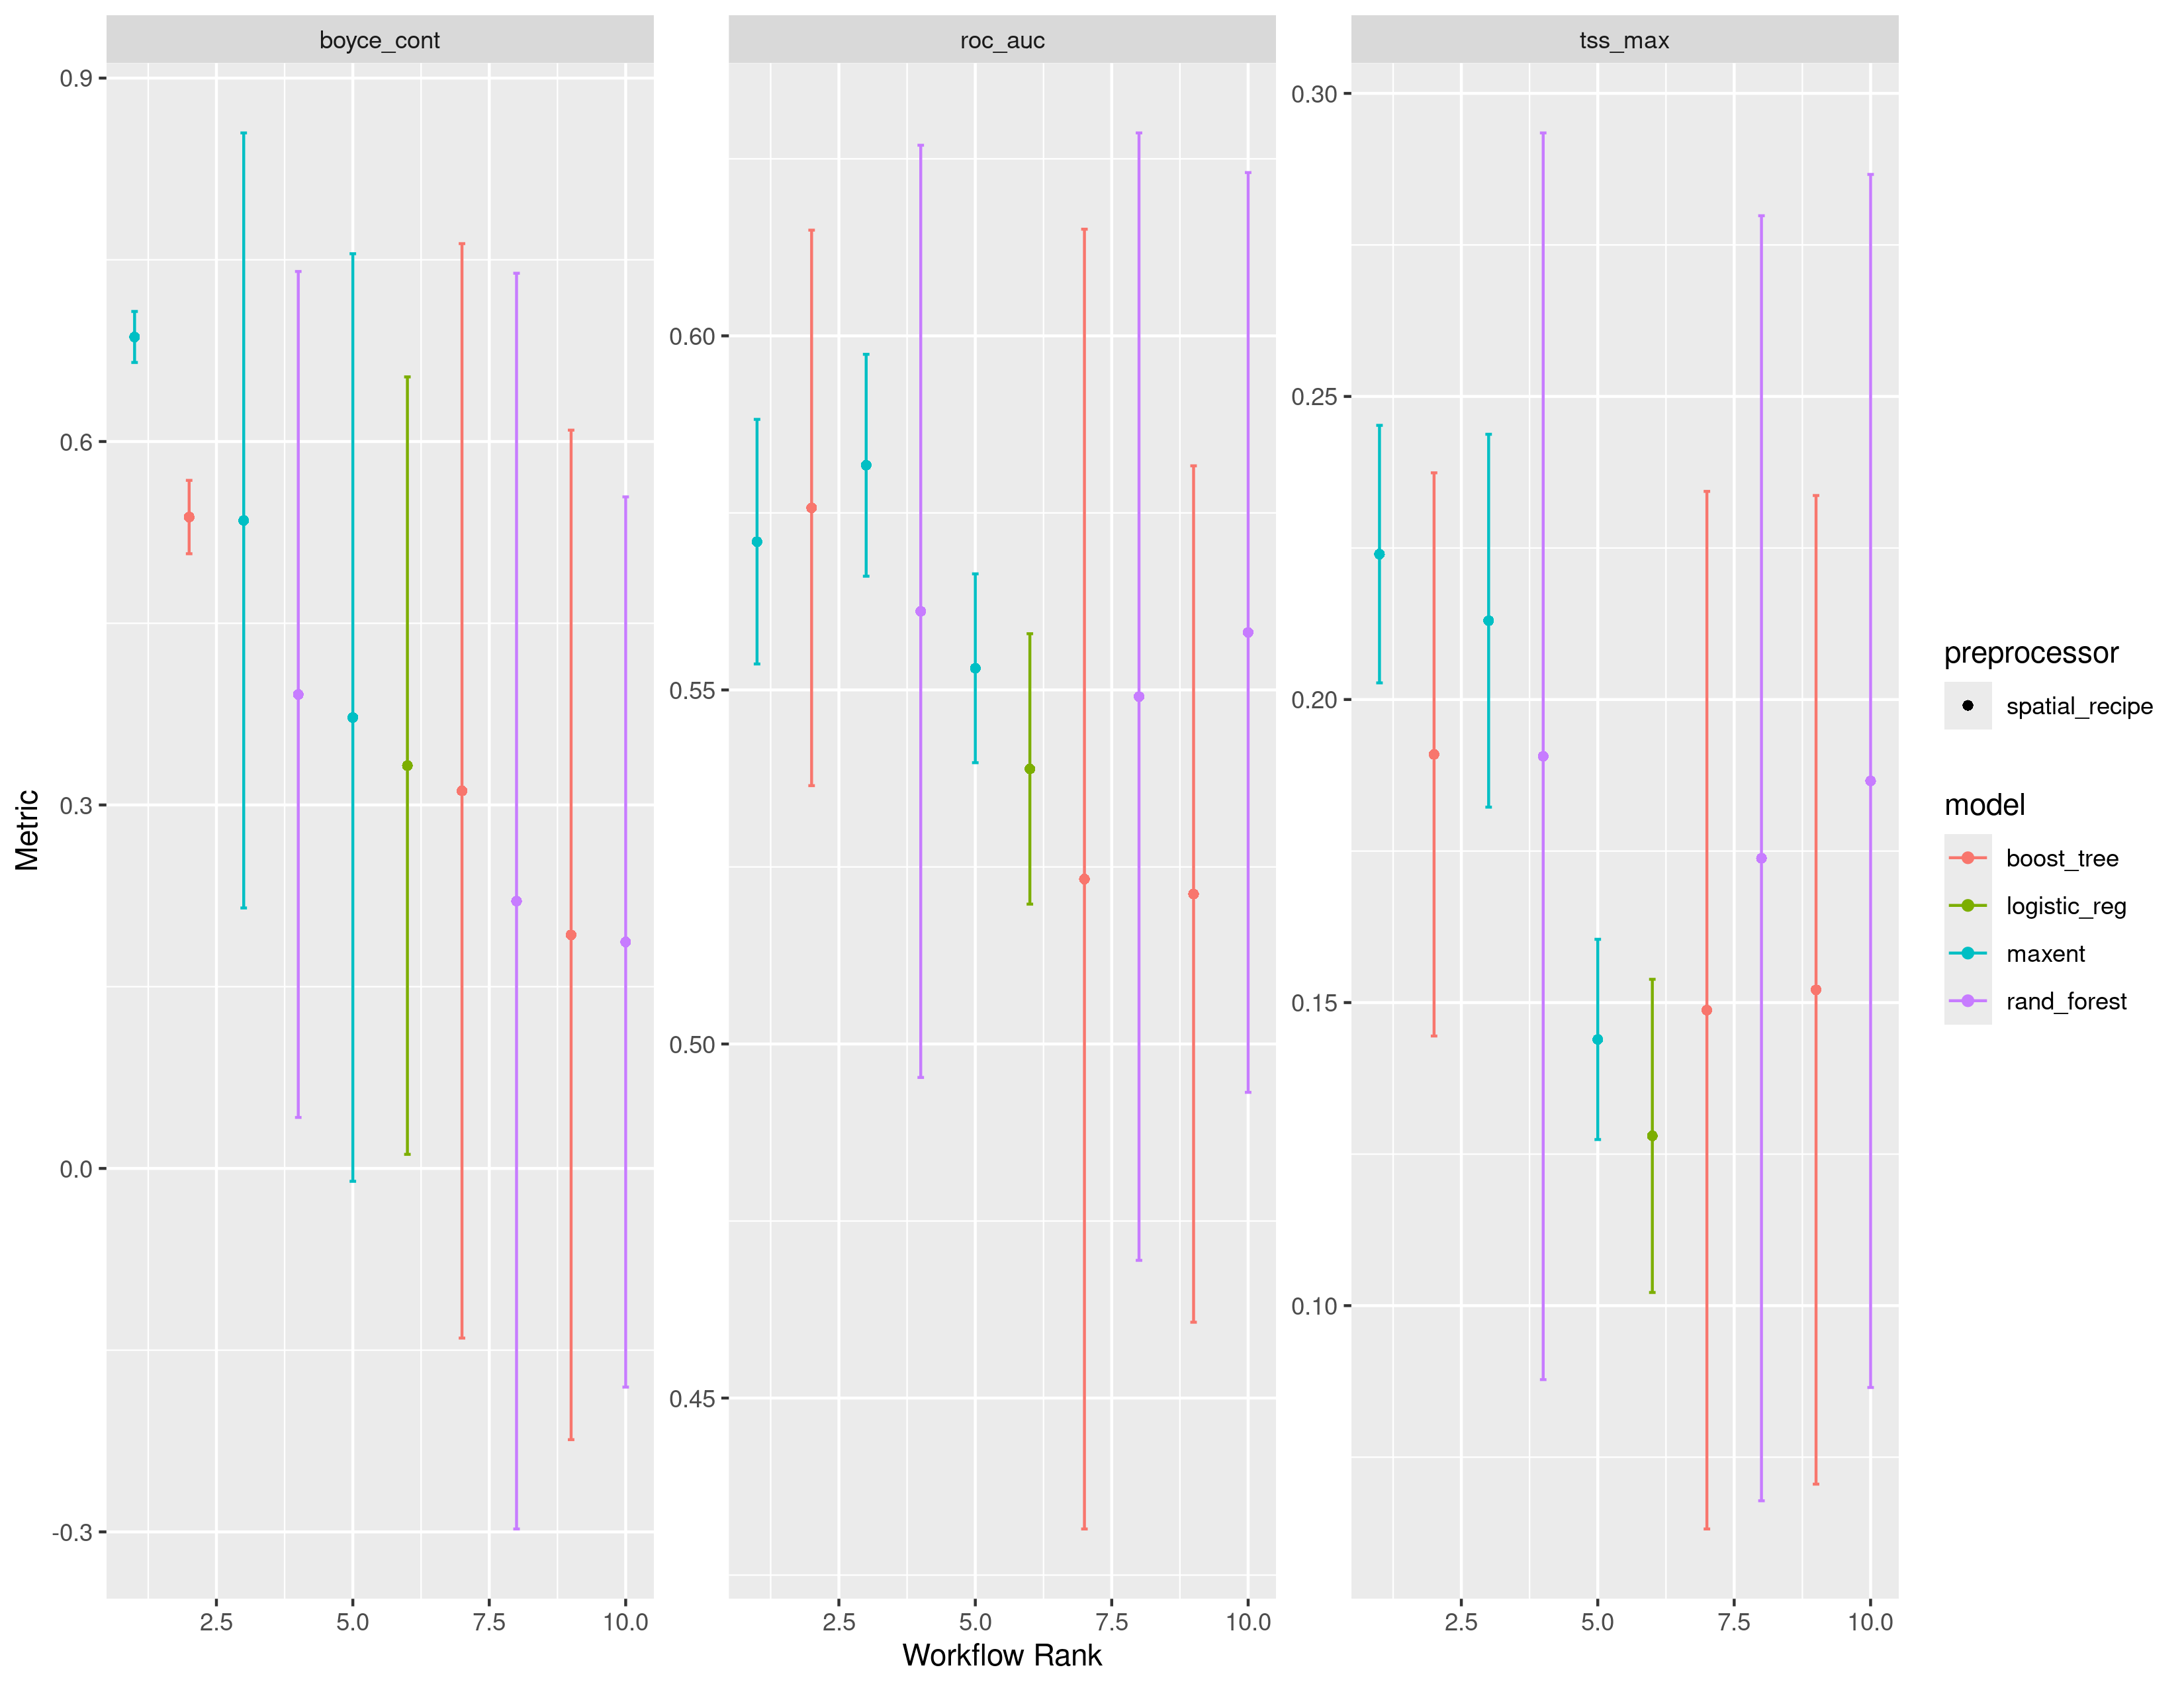 boyce_cont
roc_auc
tss_max
Metric
0.9
0.6
0.3
0.0
-0.3
0.60
0.55
0.50
0.45
0.30
0.25
0.20
0.15
0.10
2.5 5.0 7.5 10.0
2.5 5.0 7.5 10.0
2.5 5.0 7.5 10.0
Workflow Rank
preprocessor
spatial_recipe
model
boost_tree
logistic_reg
maxent
rand_forest